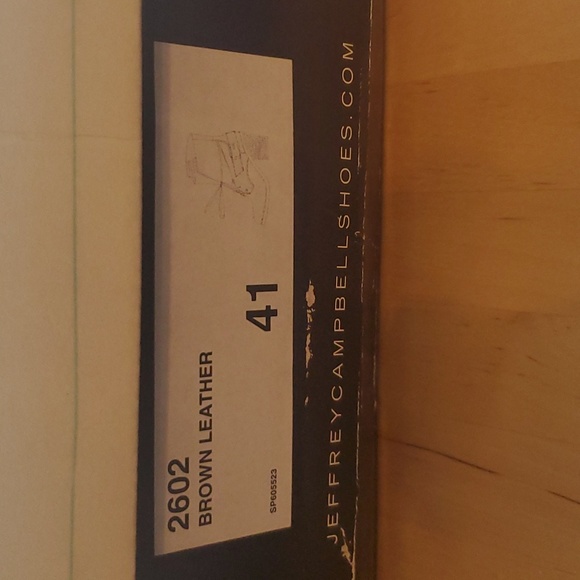 2602
BROWN LEATHER
41
SP605523
JEFFREYCAMPBELLSHOES.COM